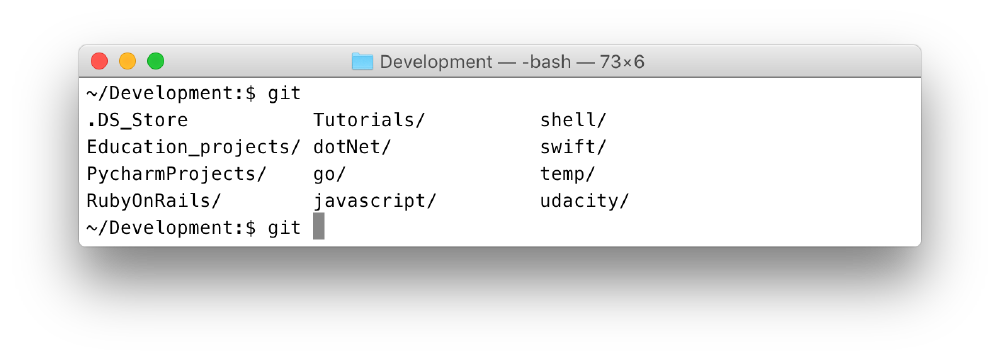 Development — -bash — 73×6
~/Development:$ git
.DS_Store Tutorials/ shell/
Education_projects/ dotNet/ swift/
PycharmProjects/ go/ temp/
RubyOnRails/ javascript/ udacity/
~/Development:$ git